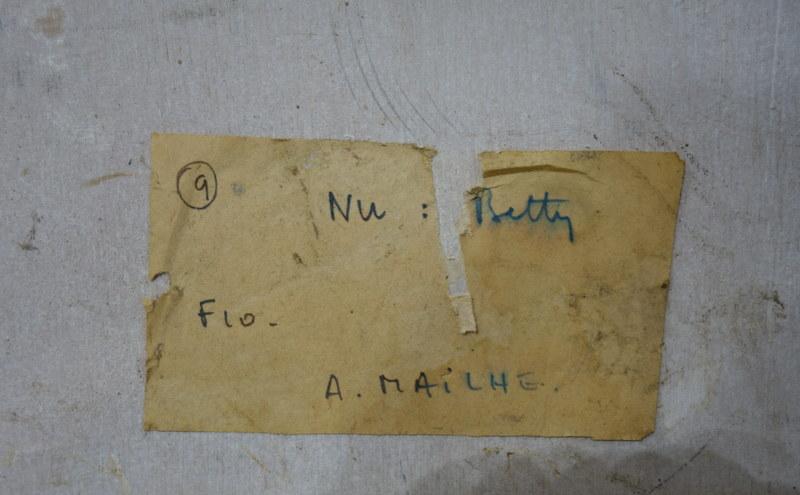 9
Nu : Betty
F10.
A. MAiLHE.